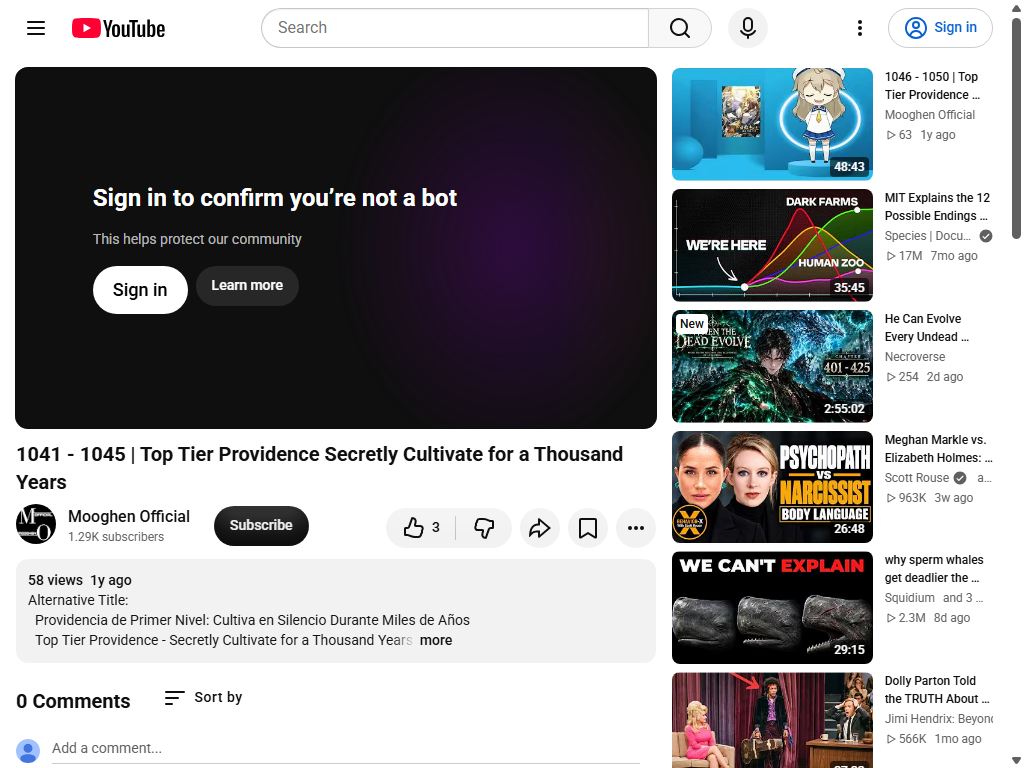 YouTube
Search
Sign in
Sign in to confirm you’re not a bot
This helps protect our community
Sign in
Learn more
1041 - 1045 | Top Tier Providence Secretly Cultivate for a Thousand
Years
Mooghen Official
1.29K subscribers
Subscribe
3
58 views 1y ago
Alternative Title:
Providencia de Primer Nivel: Cultiva en Silencio Durante Miles de Años
Top Tier Providence - Secretly Cultivate for a Thousand Years
more
0 Comments
Sort by
Add a comment...
48:43
1046 - 1050 | Top
Tier Providence ...
Mooghen Official
63 1y ago
DARK FARMS
WE'RE HERE
HUMAN ZOO
35:45
MIT Explains the 12
Possible Endings ...
Species | Docu...
17M 7mo ago
New
DEAD EVOLVE
CHAPTER
401-425
2:55:02
He Can Evolve
Every Undead ...
Necroverse
254 2d ago
PSYCHOPATH
VS
NARCISSIST
BODY LANGUAGE
26:48
Meghan Markle vs.
Elizabeth Holmes: ...
Scott Rouse a...
963K 3w ago
WE CAN'T EXPLAIN
29:15
why sperm whales
get deadlier the ...
Squidium and 3 ...
2.3M 8d ago
Dolly Parton Told
the TRUTH About ...
Jimi Hendrix: Beyond
566K 1mo ago